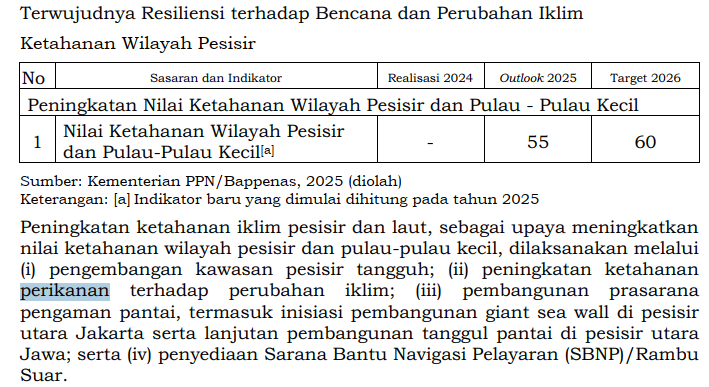 Terwujudnya Resiliensi terhadap Bencana dan Perubahan Iklim
Ketahanan Wilayah Pesisir
No Sasaran dan Indikator Realisasi 2024 Outlook 2025 Target 2026
Peningkatan Nilai Ketahanan Wilayah Pesisir dan Pulau - Pulau Kecil
1 Nilai Ketahanan Wilayah Pesisir dan Pulau-Pulau Kecil[a] - 55 60
Sumber: Kementerian PPN/Bappenas, 2025 (diolah)
Keterangan: [a] Indikator baru yang dimulai dihitung pada tahun 2025
Peningkatan ketahanan iklim pesisir dan laut, sebagai upaya meningkatkan
nilai ketahanan wilayah pesisir dan pulau-pulau kecil, dilaksanakan melalui
(i) pengembangan kawasan pesisir tangguh; (ii) peningkatan ketahanan
perikanan terhadap perubahan iklim; (iii) pembangunan prasarana
pengaman pantai, termasuk inisiasi pembangunan giant sea wall di pesisir
utara Jakarta serta lanjutan pembangunan tanggul pantai di pesisir utara
Jawa; serta (iv) penyediaan Sarana Bantu Navigasi Pelayaran (SBNP)/Rambu
Suar.